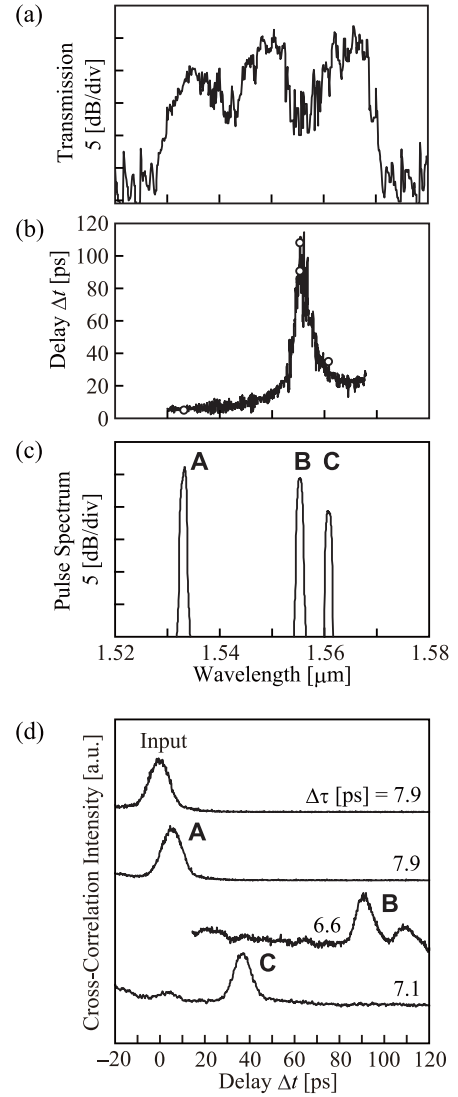 (a)
Transmission
5 [dB/div]
(b)
120
100
80
60
40
20
0
Delay Δt [ps]
(c)
A
B
C
Pulse Spectrum
5 [dB/div]
1.52
1.54
1.56
1.58
Wavelength [μm]
(d)
Input
Δτ [ps] = 7.9
A
7.9
B
6.6
C
7.1
Cross-Correlation Intensity [a.u.]
–20
0
20
40
60
80
100
120
Delay Δt [ps]